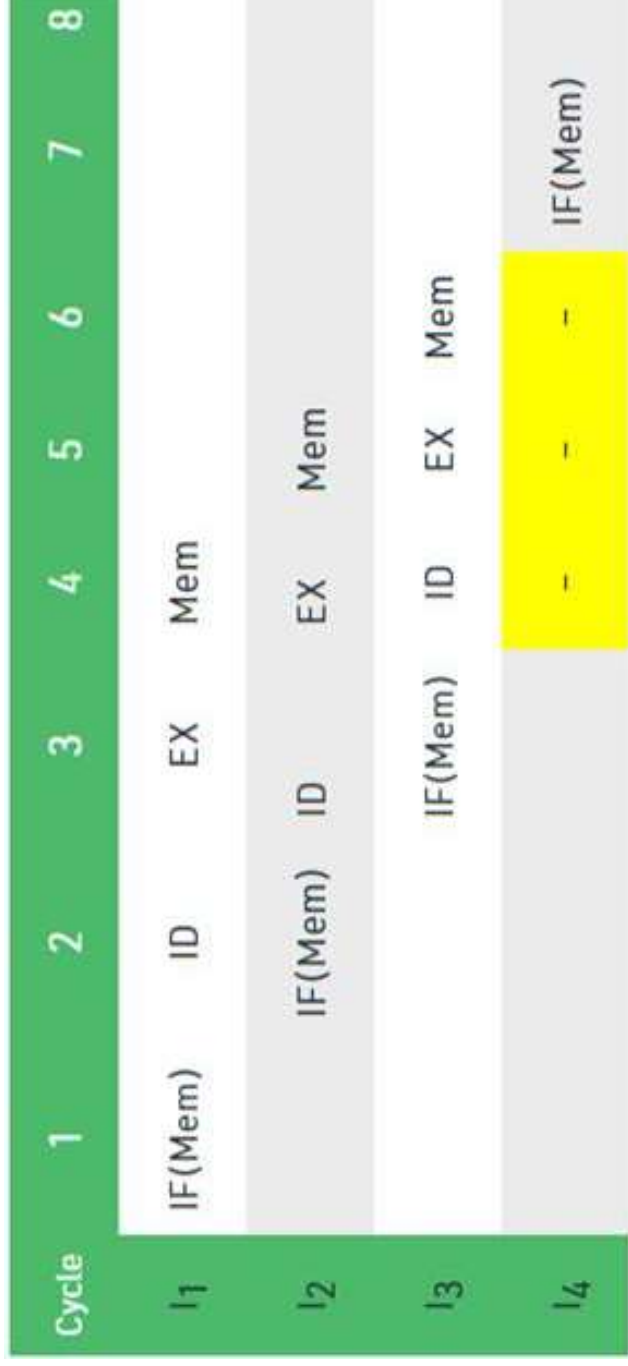 Cycle 1 2 3 4 5 6 7 8
I1 IF(Mem) ID EX Mem
I2 IF(Mem) ID EX Mem
I3 IF(Mem) ID EX Mem
I4 – – – IF(Mem)